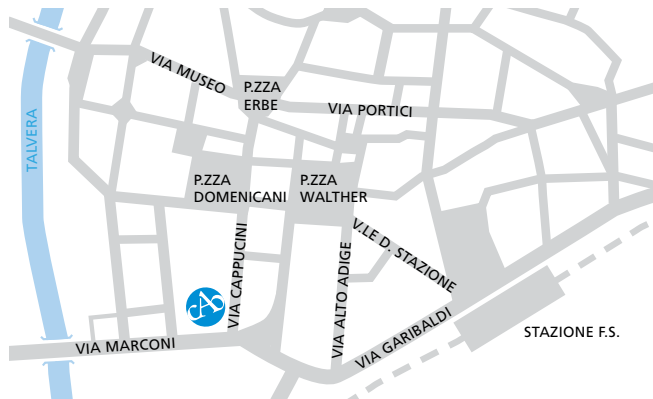 VIA MUSEO
P.ZZA
ERBE
VIA PORTICI
TALVERA
P.ZZA
DOMENICANI
P.ZZA
WALTHER
VIA CAPPUCINI
V.LE D. STAZIONE
VIA ALTO ADIGE
VIA GARIBALDI
STAZIONE F.S.
VIA MARCONI